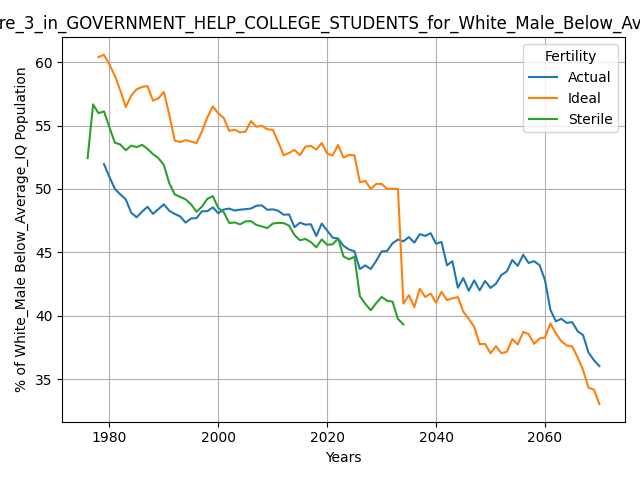 re_3_in_GOVERNMENT_HELP_COLLEGE_STUDENTS_for_White_Male_Below_Av
Fertility
Actual
Ideal
Sterile
% of White_Male Below_Average_IQ Population
60
55
50
45
40
35
1980
2000
2020
2040
2060
Years